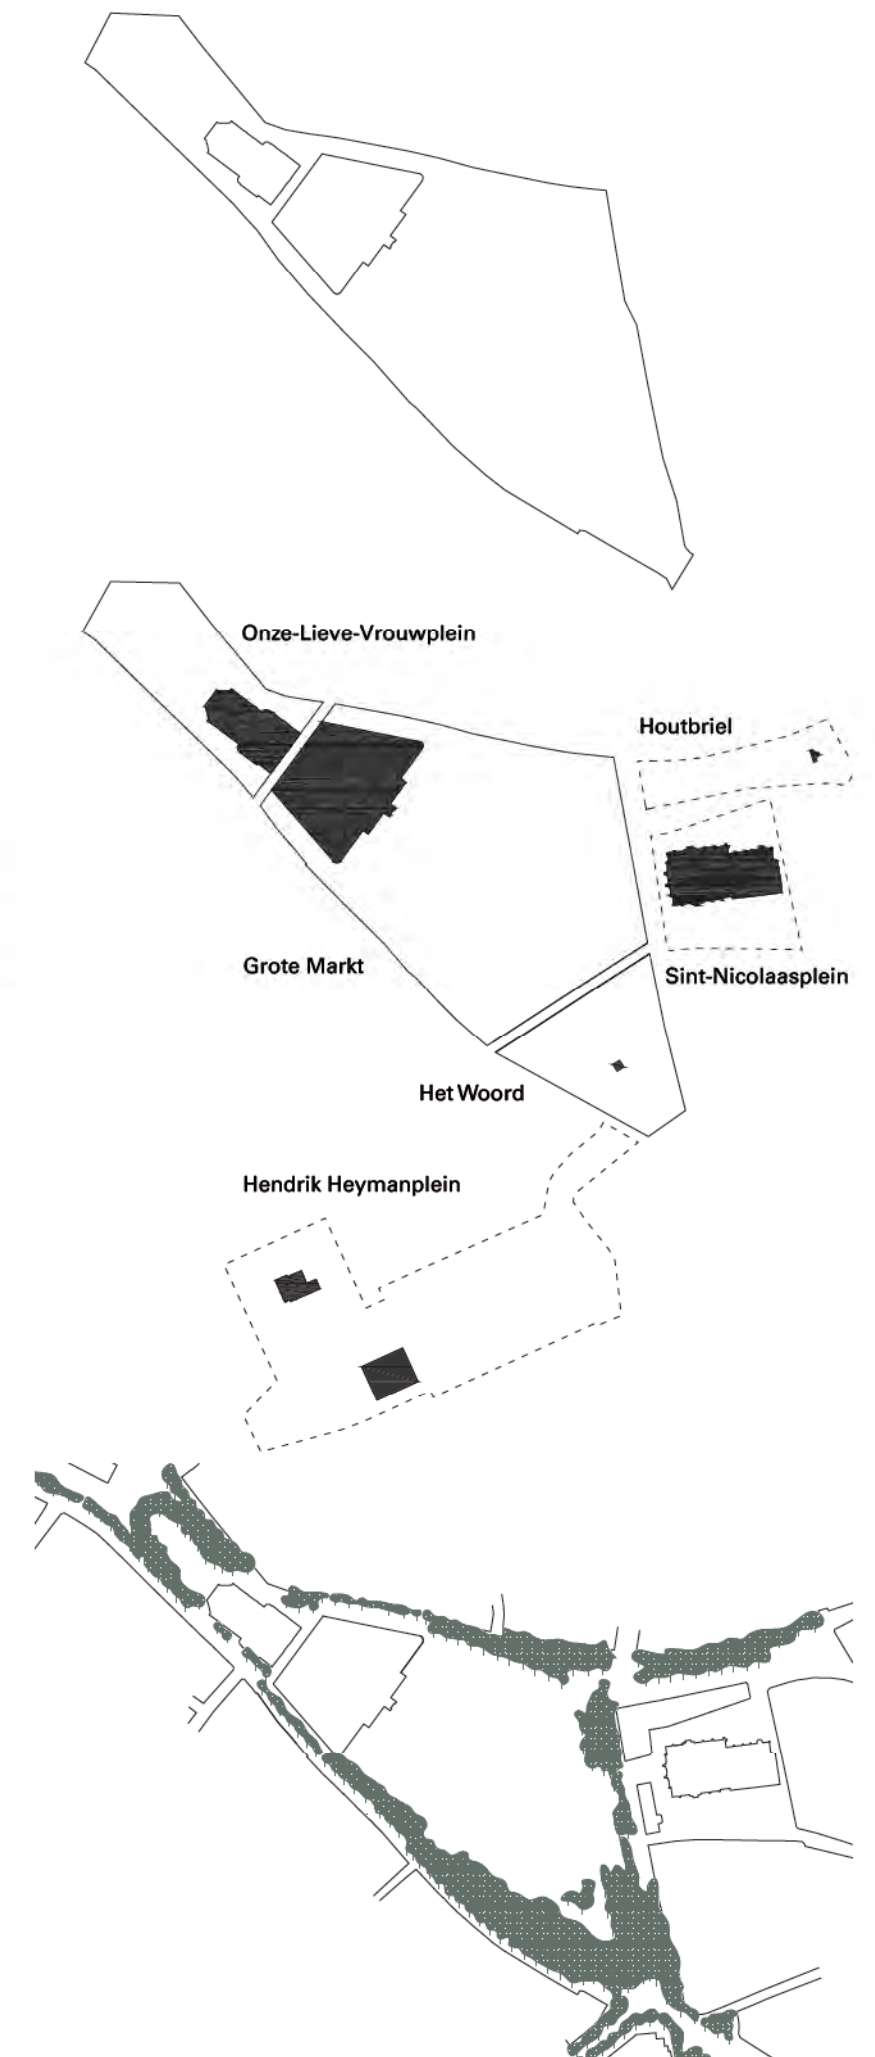 Onze-Lieve-Vrouwplein
Houtbriel
Grote Markt
Sint-Nicolaasplein
Het Woord
Hendrik Heymanplein